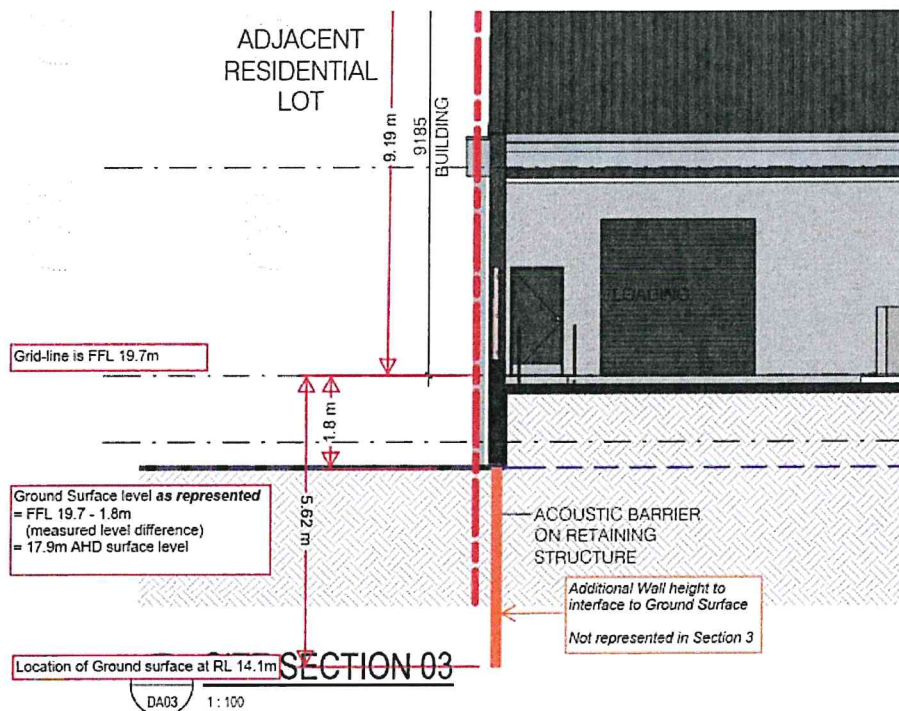 ADJACENT
RESIDENTIAL
LOT
9.19 m
9185
BUILDING
LOADING
Grid-line is FFL 19.7m
1.8 m
5.62 m
Ground Surface level as represented
= FFL 19.7 - 1.8m
(measured level difference)
= 17.9m AHD surface level
ACOUSTIC BARRIER
ON RETAINING
STRUCTURE
Additional Wall height to
interface to Ground Surface
Not represented in Section 3
Location of Ground surface at RL 14.1m
SECTION 03
DA03
1 : 100